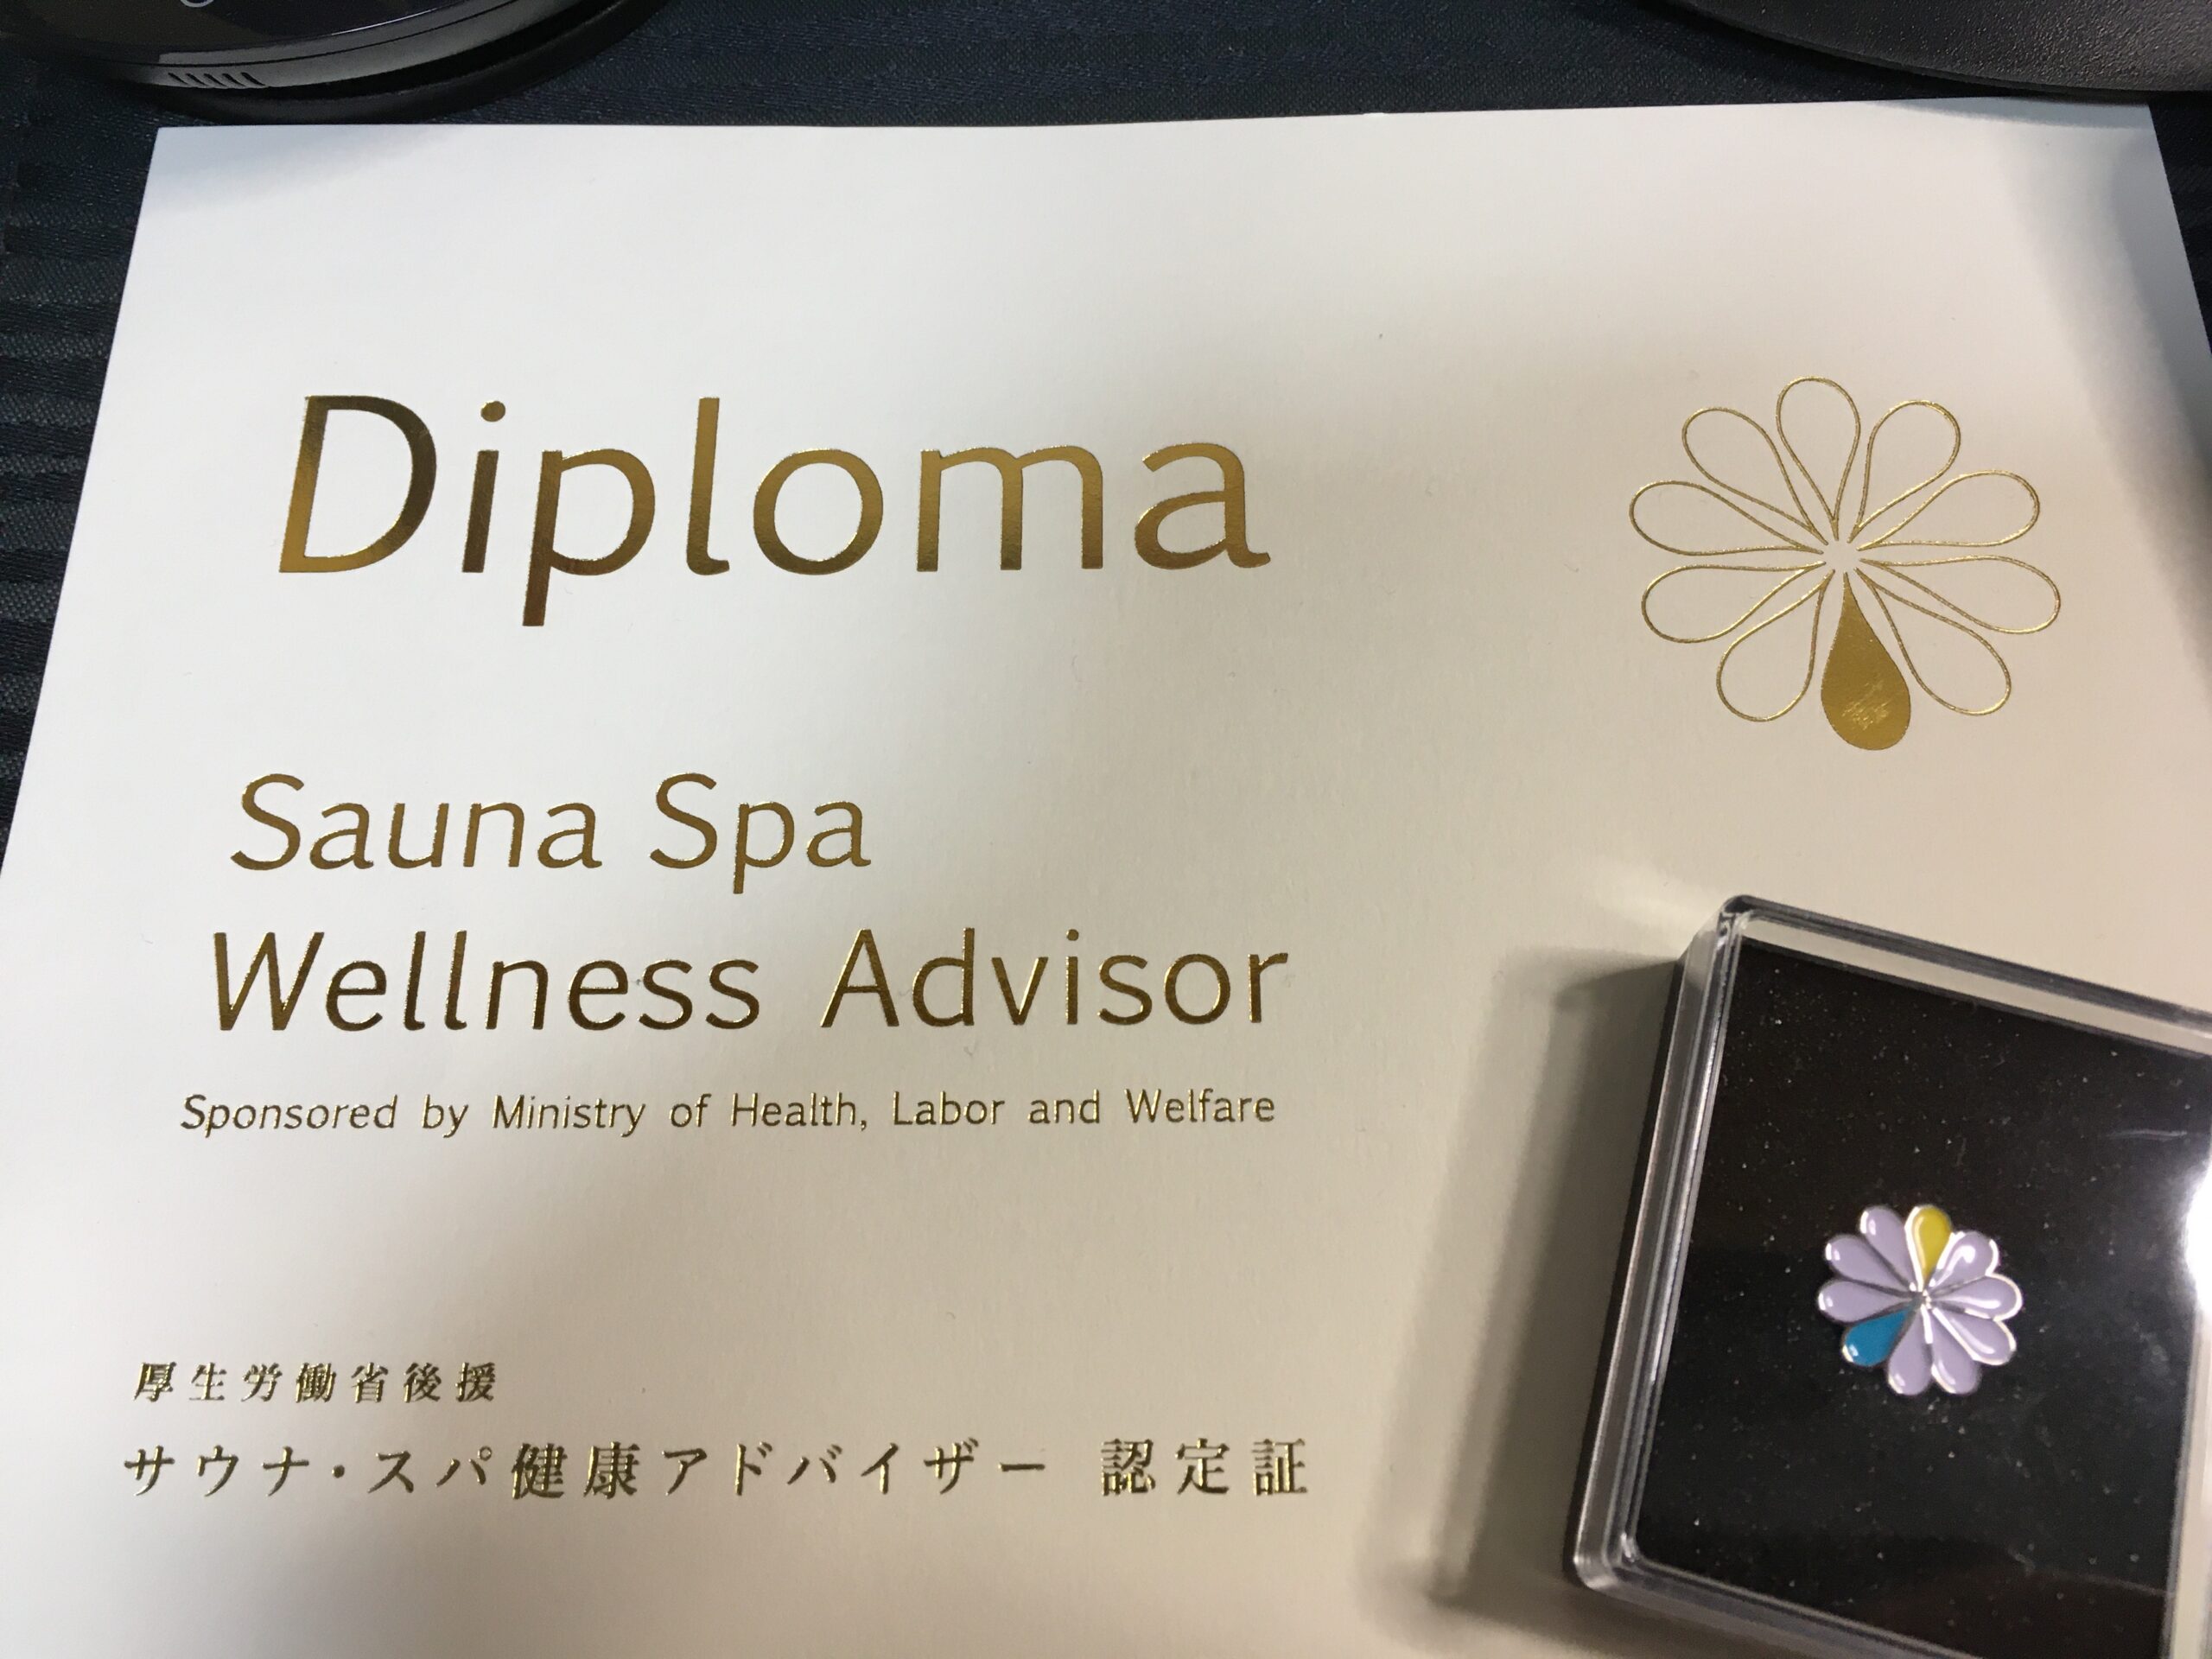 Diploma
Sauna Spa
Wellness Advisor
Sponsored by Ministry of Health, Labor and Welfare
厚生労働省後援
サウナ・スパ健康アドバイザー 認定証